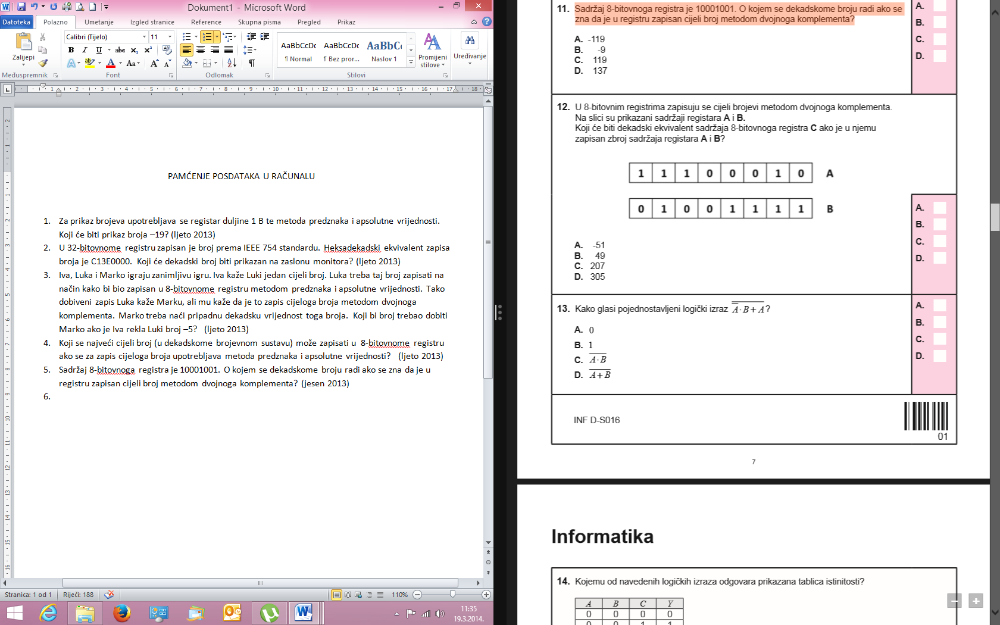 Dokument1 - Microsoft Word
Datoteka
Polazno
Umetanje
Izgled stranice
Reference
Skupna pisma
Pregled
Prikaz
Zalijepi
Calibri (Tijelo)
11
AaBbCcDc
AaBbCcDc
AaBbC
¶ Normal
¶ Bez pror...
Naslov 1
Promijeni
stilove
Uređivanje
Međuspremnik
Font
Odlomak
Stilovi
PAMĆENJE POSDATAKA U RAČUNALU
1. Za prikaz brojeva upotrebljava se registar duljine 1 B te metoda predznaka i apsolutne vrijednosti.
Koji će biti prikaz broja –19? (ljeto 2013)
2. U 32-bitovnome registru zapisan je broj prema IEEE 754 standardu. Heksadekadski ekvivalent zapisa
broja je C13E0000. Koji će dekadski broj biti prikazan na zaslonu monitora? (ljeto 2013)
3. Iva, Luka i Marko igraju zanimljivu igru. Iva kaže Luki jedan cijeli broj. Luka treba taj broj zapisati na
način kako bi bio zapisan u 8-bitovnome registru metodom predznaka i apsolutne vrijednosti. Tako
dobiveni zapis Luka kaže Marku, ali mu kaže da je to zapis cijeloga broja metodom dvojnoga
komplementa. Marko treba naći pripadnu dekadsku vrijednost toga broja. Koji bi broj trebao dobiti
Marko ako je Iva rekla Luki broj –5? (ljeto 2013)
4. Koji se najveći cijeli broj (u dekadskome brojevnom sustavu) može zapisati u 8-bitovnome registru
ako se za zapis cijeloga broja upotrebljava metoda predznaka i apsolutne vrijednosti? (ljeto 2013)
5. Sadržaj 8-bitovnoga registra je 10001001. O kojem se dekadskome broju radi ako se zna da je u
registru zapisan cijeli broj metodom dvojnoga komplementa? (jesen 2013)
6.
Stranica: 1 od 1
Riječi: 188
110%
11:35
19.3.2014.
11. Sadržaj 8-bitovnoga registra je 10001001. O kojem se dekadskome broju radi ako se
zna da je u registru zapisan cijeli broj metodom dvojnoga komplementa?
A. -119
B. -9
C. 119
D. 137
A.
B.
C.
D.
12. U 8-bitovnim registrima zapisuju se cijeli brojevi metodom dvojnoga komplementa.
Na slici su prikazani sadržaji registara A i B.
Koji će biti dekadski ekvivalent sadržaja 8-bitovnoga registra C ako je u njemu
zapisan zbroj sadržaja registara A i B?
1 1 1 0 0 0 1 0 A
0 1 0 0 1 1 1 1 B
A. -51
B. 49
C. 207
D. 305
A.
B.
C.
D.
13. Kako glasi pojednostavljeni logički izraz A̿·B+A̅?
A. 0
B. 1
C. A·B
D. A+B
A.
B.
C.
D.
INF D-S016
01
7
Informatika
14. Kojemu od navedenih logičkih izraza odgovara prikazana tablica istinitosti?
A B C Y
0 0 0 0
0 0 1 1